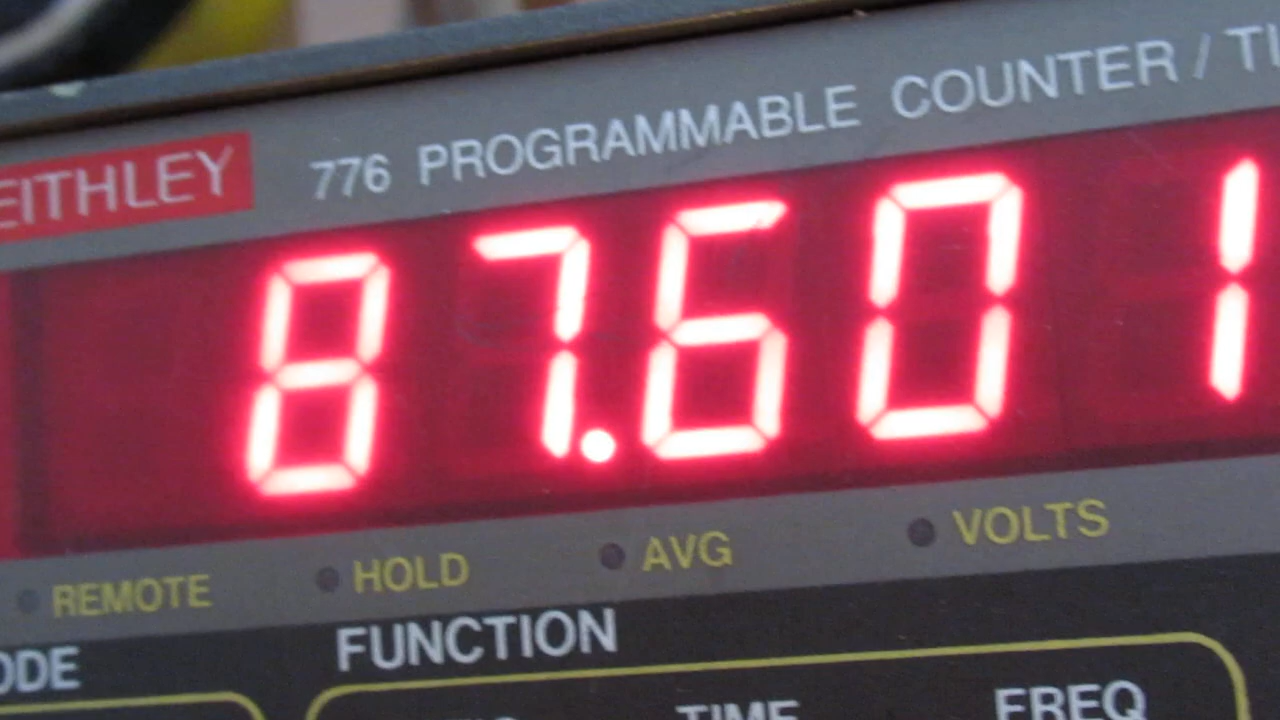 EITHLEY 776 PROGRAMMABLE COUNTER / TI
87.601
REMOTE HOLD AVG VOLTS
ODE FUNCTION
TIME FREQ